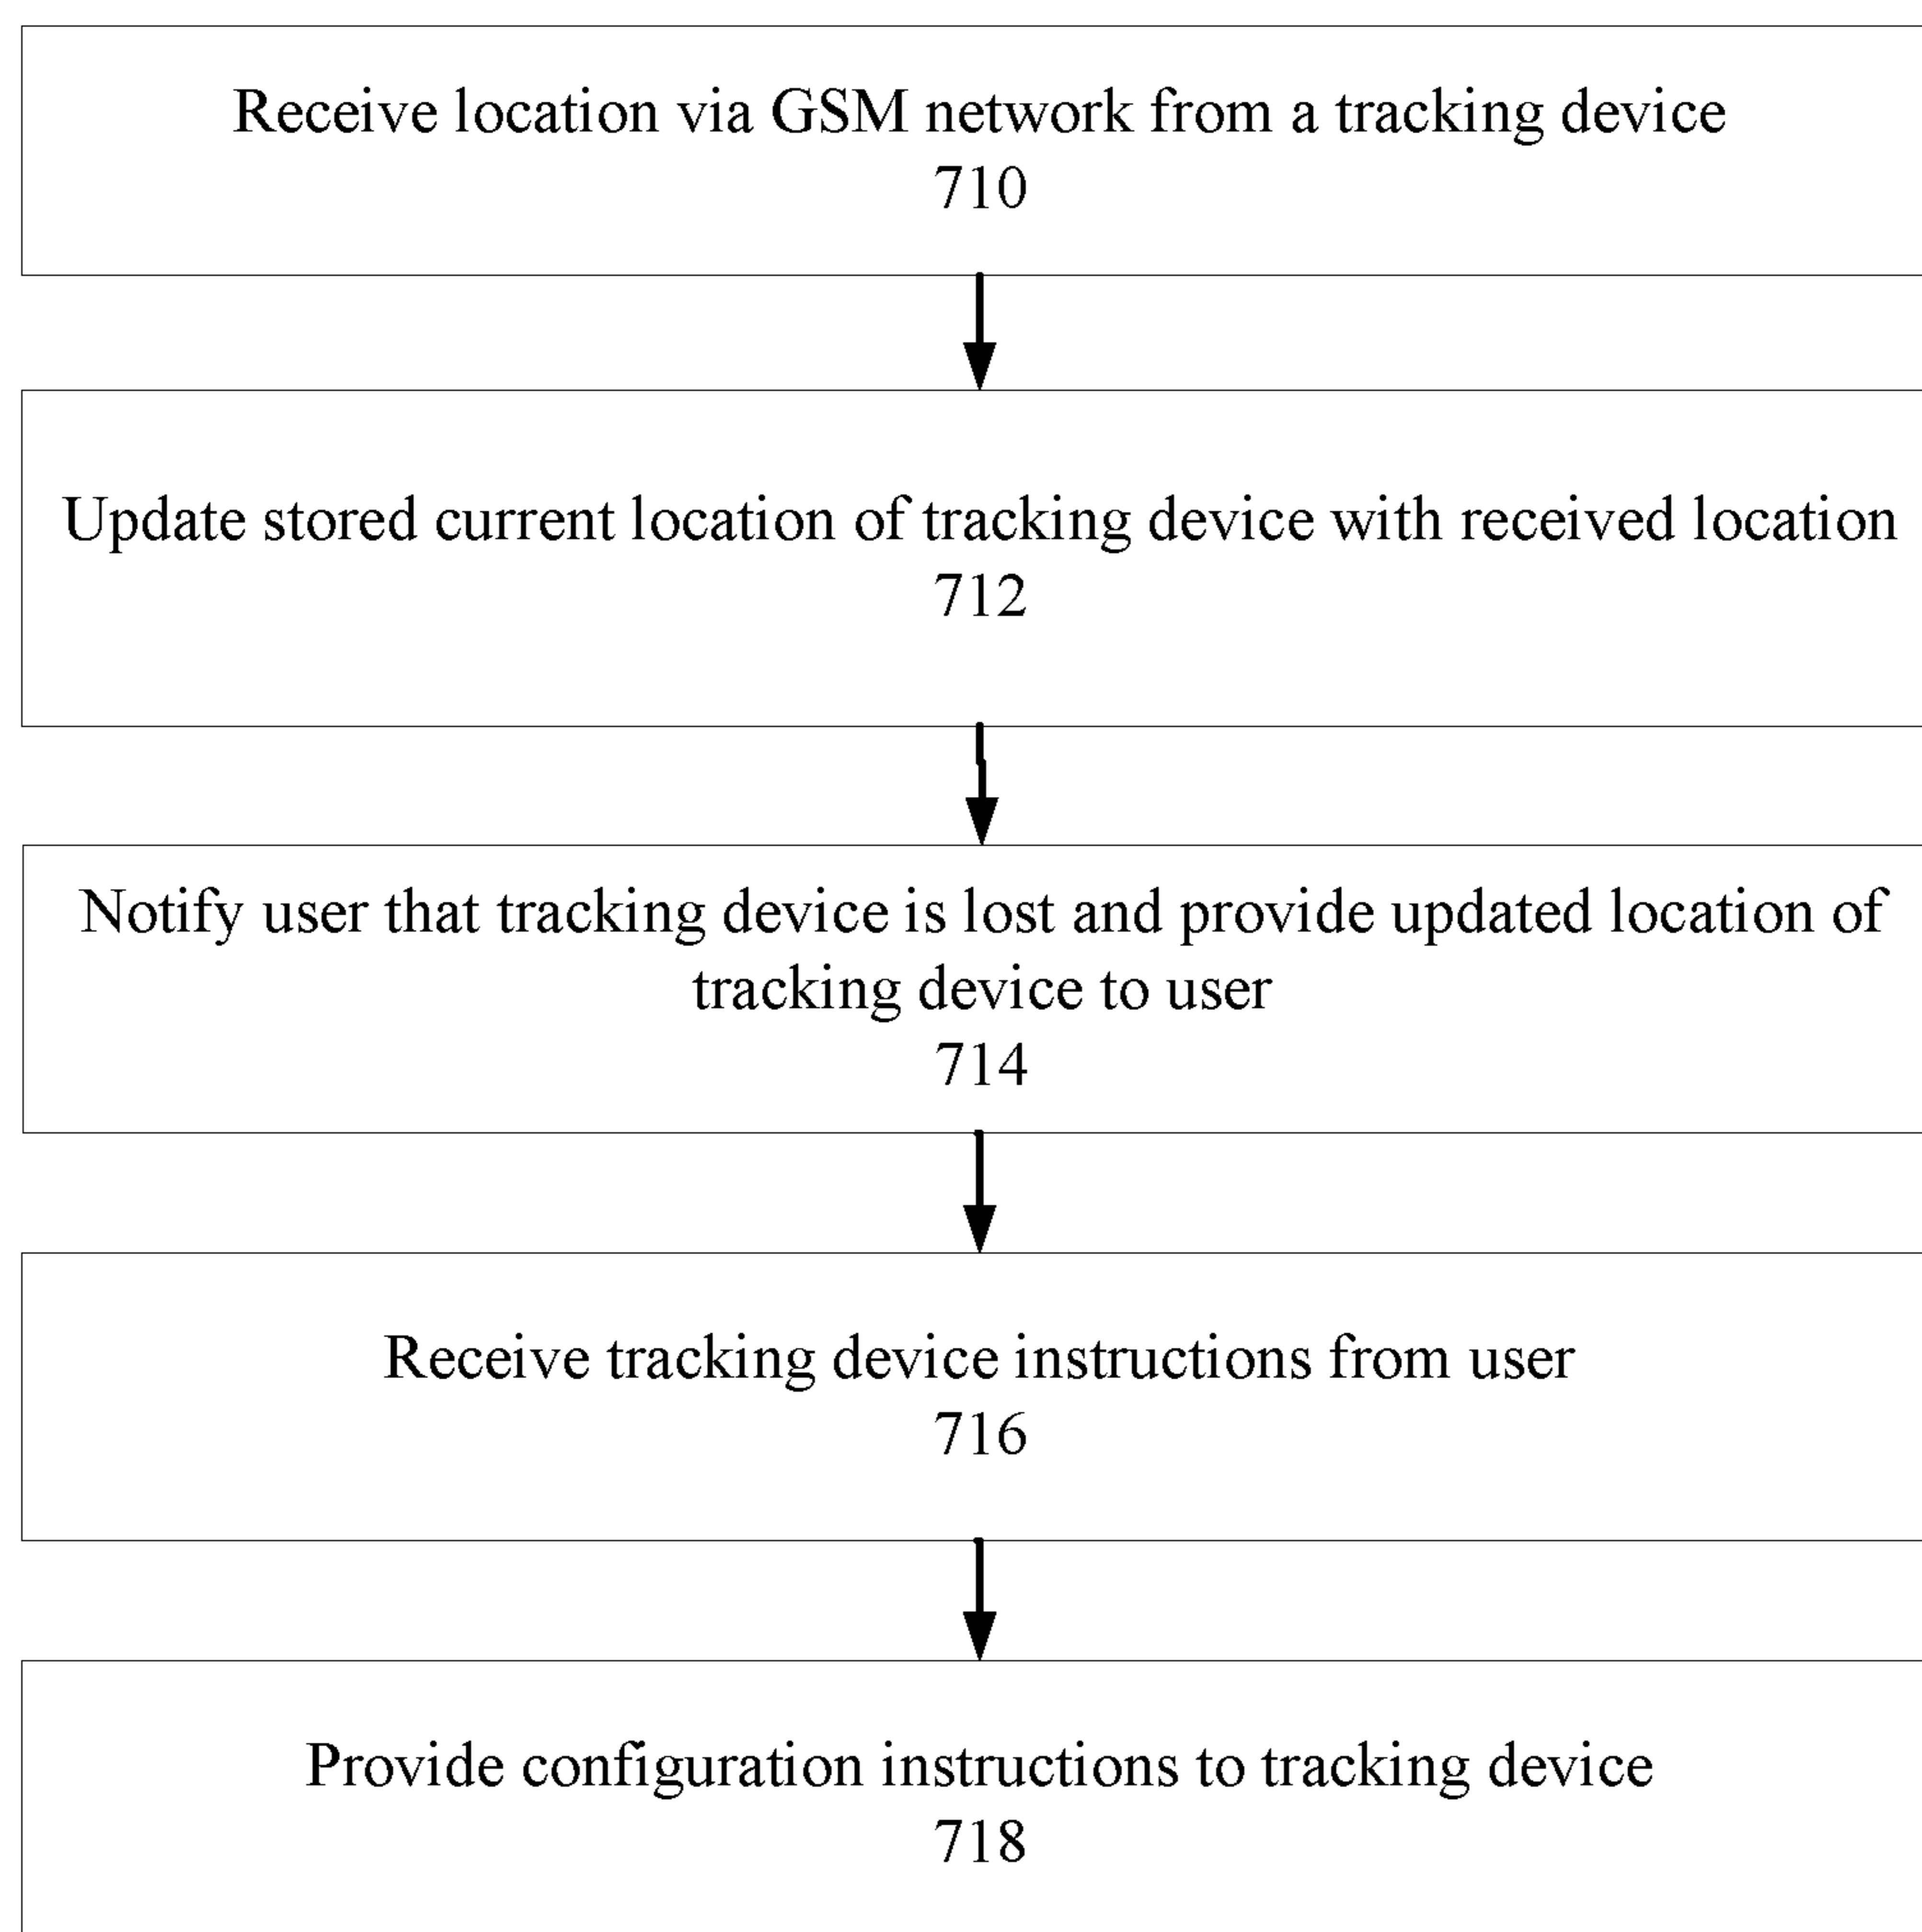 Receive location via GSM network from a tracking device
710
Update stored current location of tracking device with received location
712
Notify user that tracking device is lost and provide updated location of
tracking device to user
714
Receive tracking device instructions from user
716
Provide configuration instructions to tracking device
718